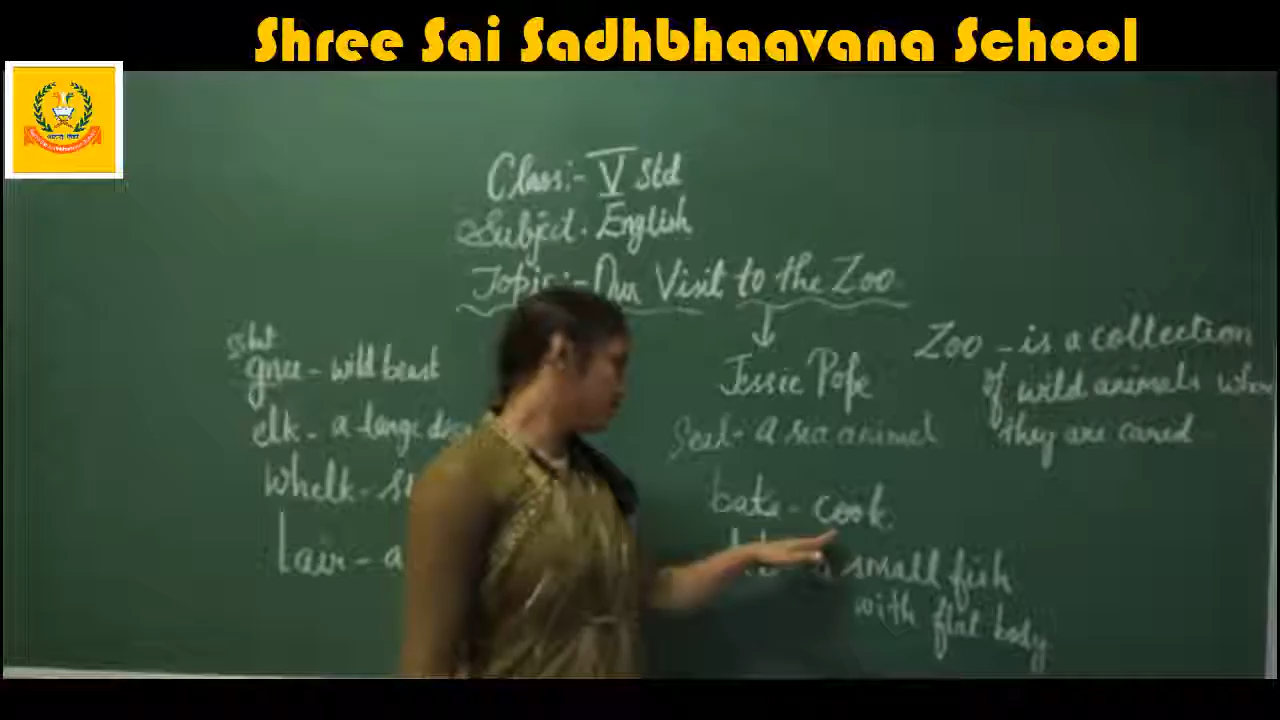 Shree Sai Sadhbhaavana School
Class:- V Std
Subject. English
Topic:- Our Visit to the Zoo
Jessie Pope
Zoo - is a collection
of wild animals
they are cared
gnu - wild beast
elk - a large
whelk -
lair - a
Seal - A sea animal
bake - cook
a small fish
with flat body